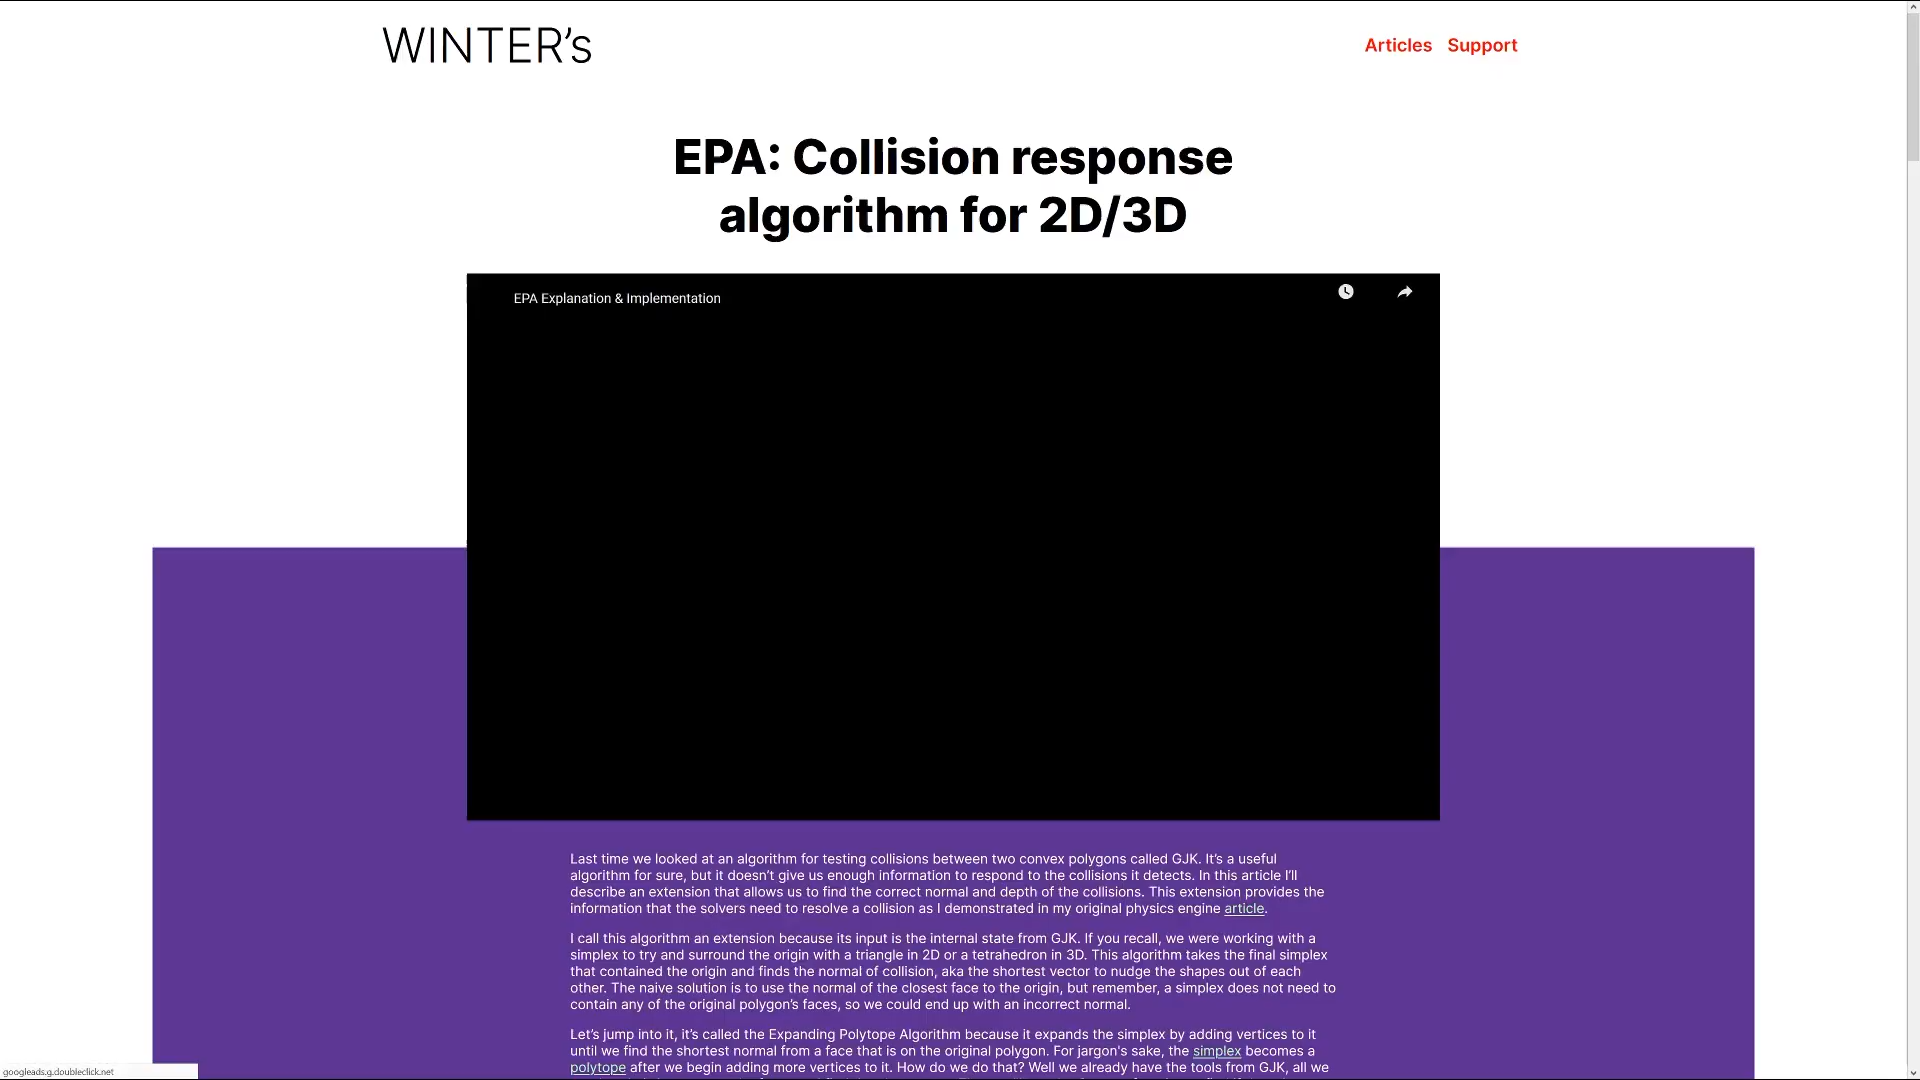 WINTER’s
Articles Support
EPA: Collision response
algorithm for 2D/3D
EPA Explanation & Implementation
Last time we looked at an algorithm for testing collisions between two convex polygons called GJK. It’s a useful
algorithm for sure, but it doesn’t give us enough information to respond to the collisions it detects. In this article I’ll
describe an extension that allows us to find the correct normal and depth of the collisions. This extension provides the
information that the solvers need to resolve a collision as I demonstrated in my original physics engine article.
I call this algorithm an extension because its input is the internal state from GJK. If you recall, we were working with a
simplex to try and surround the origin with a triangle in 2D or a tetrahedron in 3D. This algorithm takes the final simplex
that contained the origin and finds the normal of collision, aka the shortest vector to nudge the shapes out of each
other. The naive solution is to use the normal of the closest face to the origin, but remember, a simplex does not need to
contain any of the original polygon’s faces, so we could end up with an incorrect normal.
Let’s jump into it, it’s called the Expanding Polytope Algorithm because it expands the simplex by adding vertices to it
until we find the shortest normal from a face that is on the original polygon. For jargon's sake, the simplex becomes a
polytope after we begin adding more vertices to it. How do we do that? Well we already have the tools from GJK, all we
googleads.g.doubleclick.net